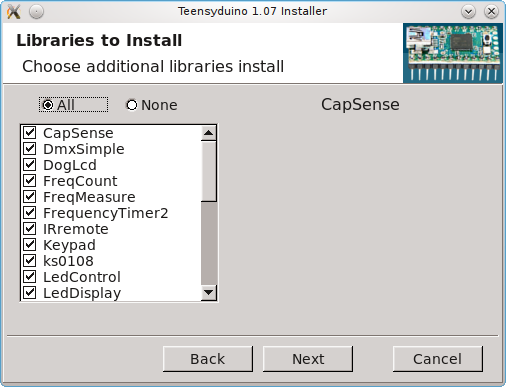 Teensyduino 1.07 Installer
Libraries to Install
Choose additional libraries install
All None CapSense
CapSense
DmxSimple
DogLcd
FreqCount
FreqMeasure
FrequencyTimer2
IRremote
Keypad
ks0108
LedControl
LedDisplay
Back Next Cancel